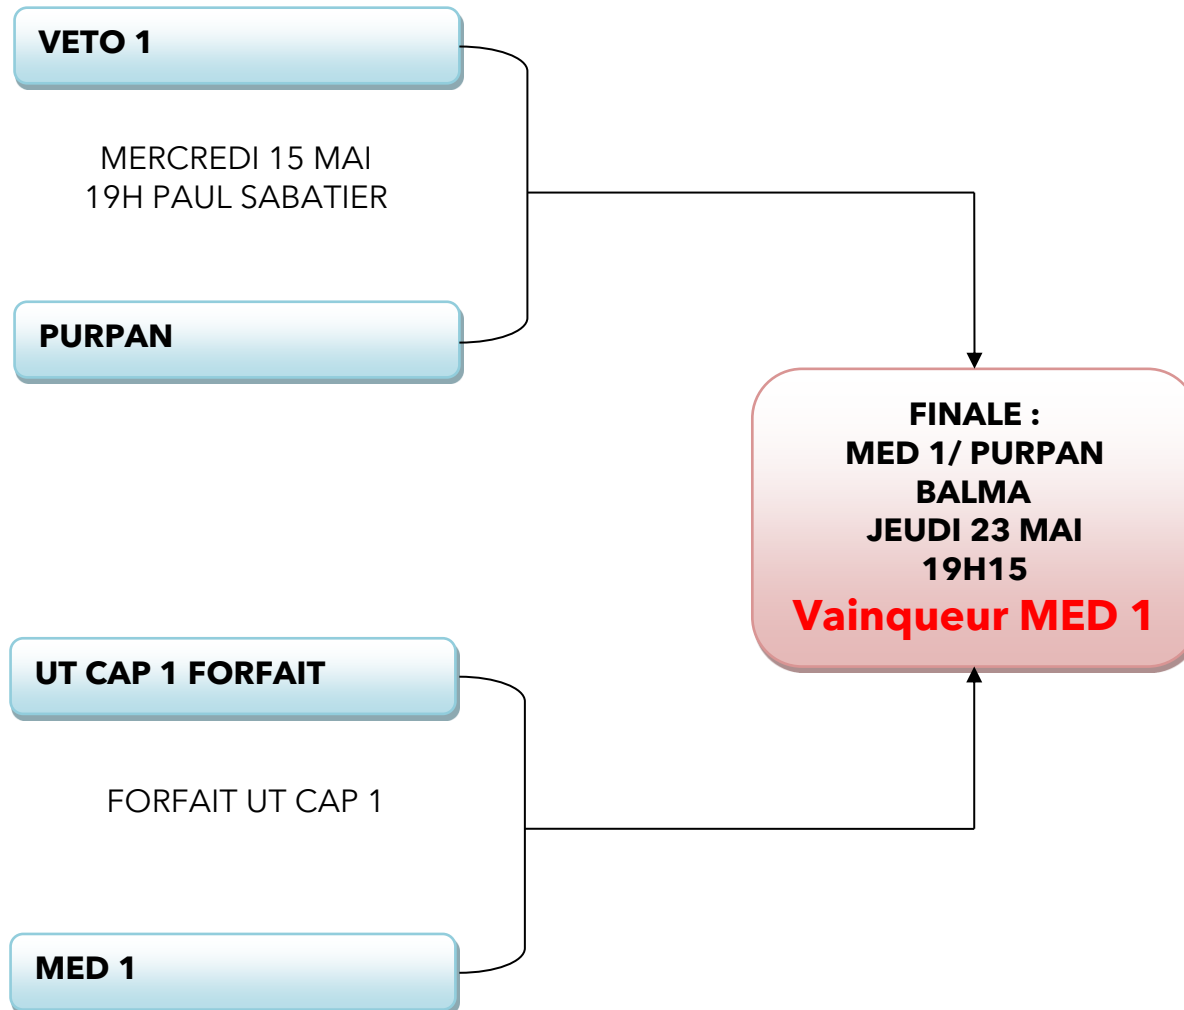 VETO 1
MERCREDI 15 MAI
19H PAUL SABATIER
PURPAN
FINALE :
MED 1/ PURPAN
BALMA
JEUDI 23 MAI
19H15
Vainqueur MED 1
UT CAP 1 FORFAIT
FORFAIT UT CAP 1
MED 1